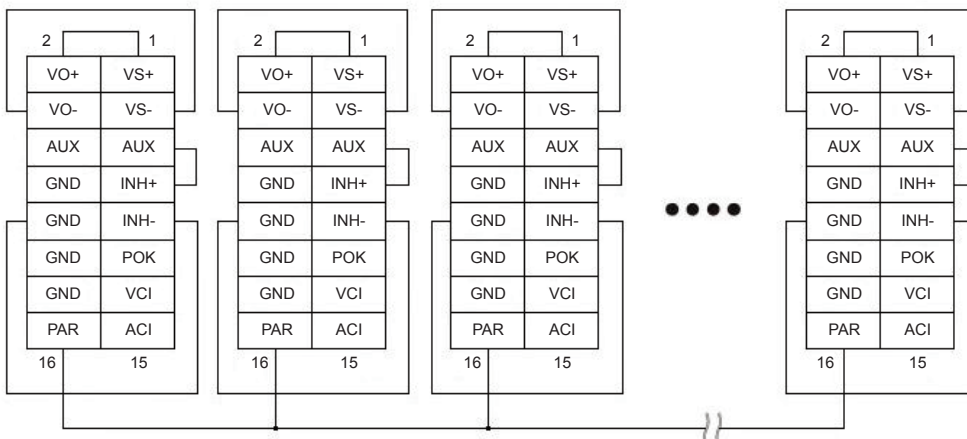 2 1 2 1 2 1 2 1
VO+ VS+ VO+ VS+ VO+ VS+ VO+ VS+
VO- VS- VO- VS- VO- VS- VO- VS-
AUX AUX AUX AUX AUX AUX AUX AUX
GND INH+ GND INH+ GND INH+ GND INH+
GND INH- GND INH- GND INH- GND INH-
GND POK GND POK GND POK GND POK
GND VCI GND VCI GND VCI GND VCI
PAR ACI PAR ACI PAR ACI PAR ACI
16 15 16 15 16 15 16 15